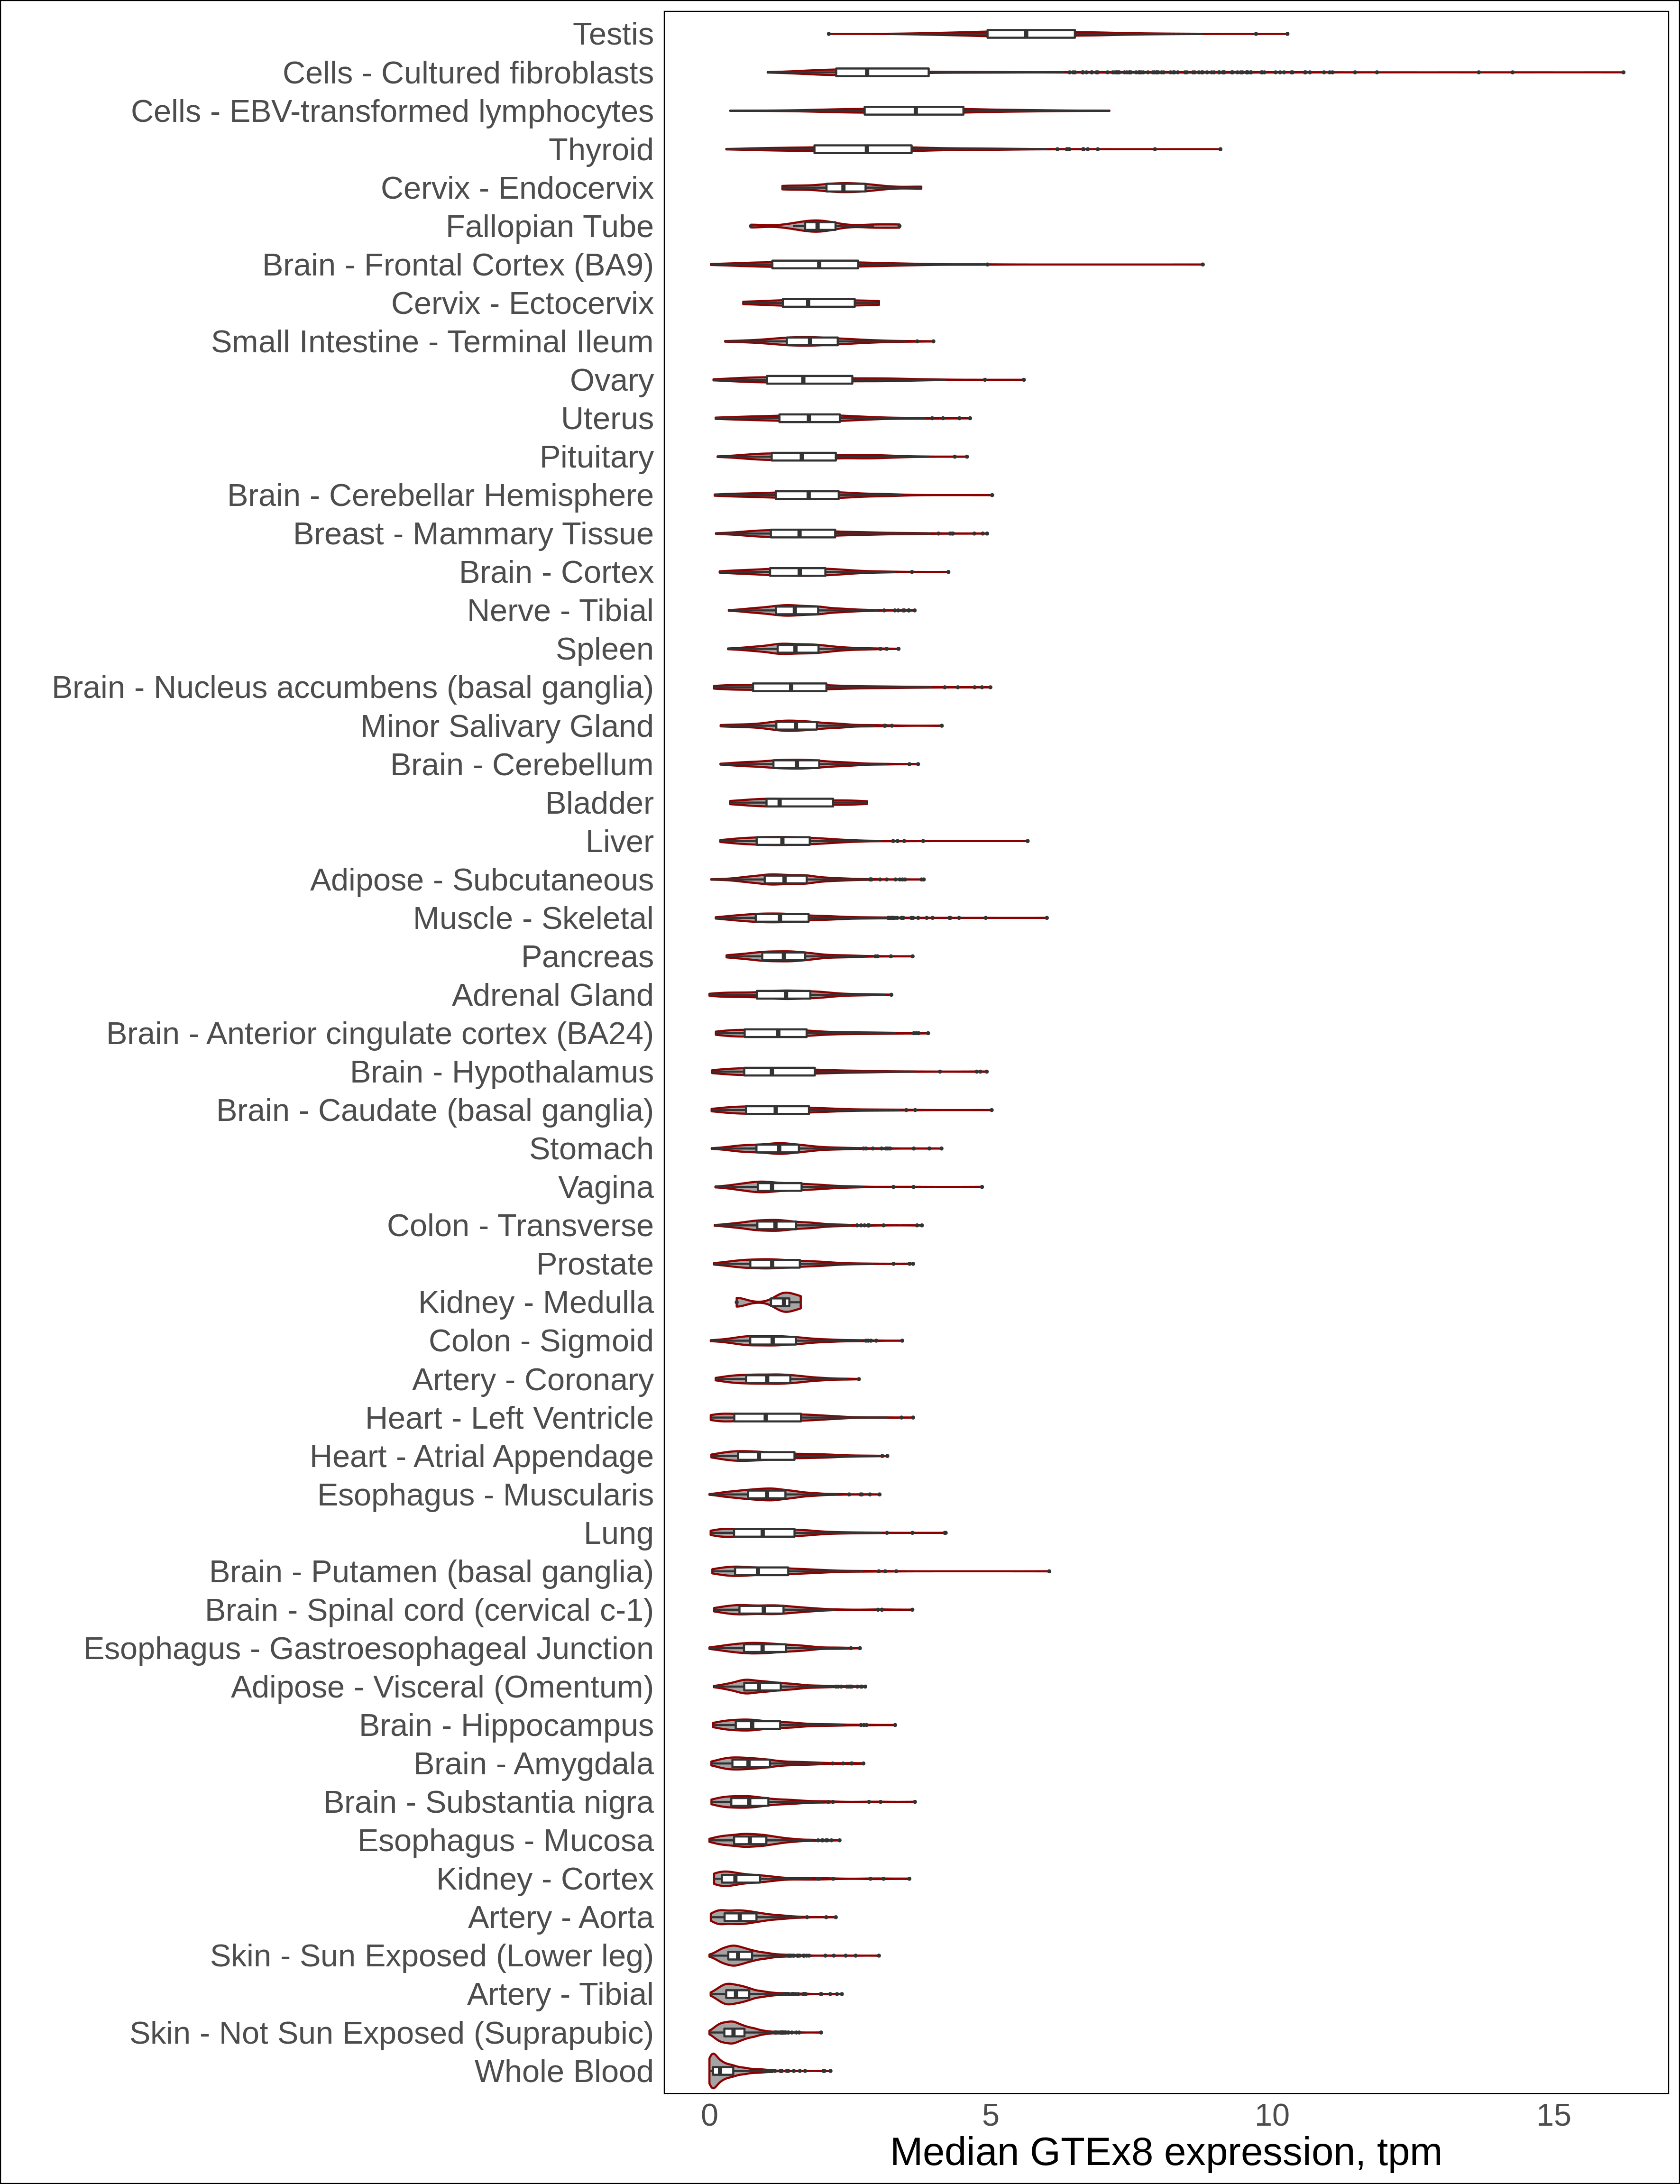 Testis
Cells - Cultured fibroblasts
Cells - EBV-transformed lymphocytes
Thyroid
Cervix - Endocervix
Fallopian Tube
Brain - Frontal Cortex (BA9)
Cervix - Ectocervix
Small Intestine - Terminal Ileum
Ovary
Uterus
Pituitary
Brain - Cerebellar Hemisphere
Breast - Mammary Tissue
Brain - Cortex
Nerve - Tibial
Spleen
Brain - Nucleus accumbens (basal ganglia)
Minor Salivary Gland
Brain - Cerebellum
Bladder
Liver
Adipose - Subcutaneous
Muscle - Skeletal
Pancreas
Adrenal Gland
Brain - Anterior cingulate cortex (BA24)
Brain - Hypothalamus
Brain - Caudate (basal ganglia)
Stomach
Vagina
Colon - Transverse
Prostate
Kidney - Medulla
Colon - Sigmoid
Artery - Coronary
Heart - Left Ventricle
Heart - Atrial Appendage
Esophagus - Muscularis
Lung
Brain - Putamen (basal ganglia)
Brain - Spinal cord (cervical c-1)
Esophagus - Gastroesophageal Junction
Adipose - Visceral (Omentum)
Brain - Hippocampus
Brain - Amygdala
Brain - Substantia nigra
Esophagus - Mucosa
Kidney - Cortex
Artery - Aorta
Skin - Sun Exposed (Lower leg)
Artery - Tibial
Skin - Not Sun Exposed (Suprapubic)
Whole Blood
0 5 10 15
Median GTEx8 expression, tpm